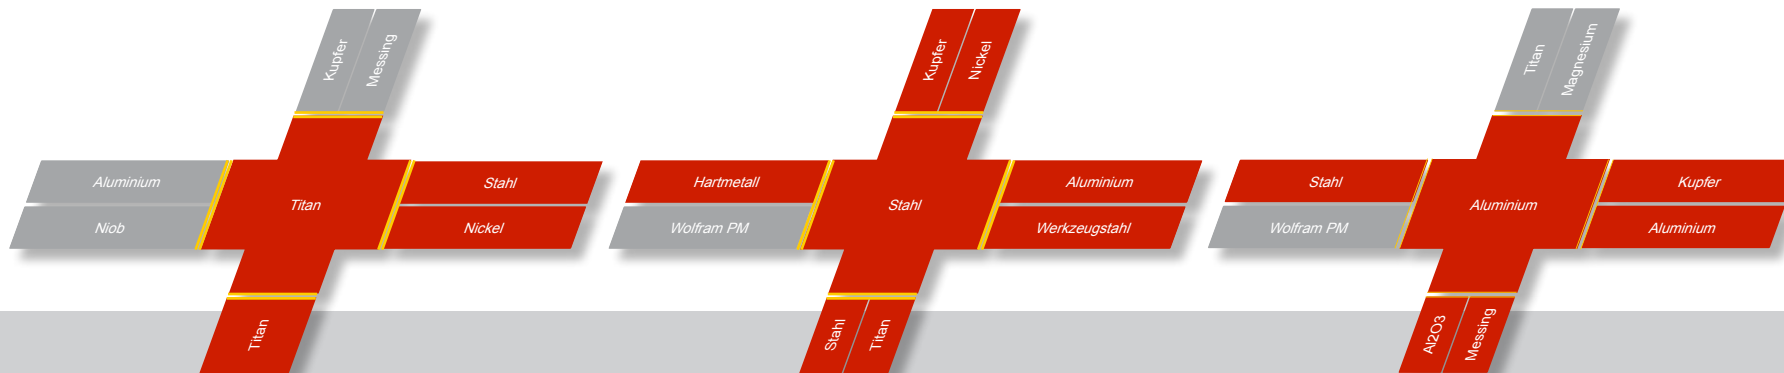 Kupfer
Messing
Aluminium
Niob
Titan
Stahl
Nickel
Titan
Kupfer
Nickel
Hartmetall
Wolfram PM
Stahl
Aluminium
Werkzeugstahl
Stahl
Titan
Titan
Magnesium
Stahl
Wolfram PM
Aluminium
Kupfer
Aluminium
Al2O3
Messing